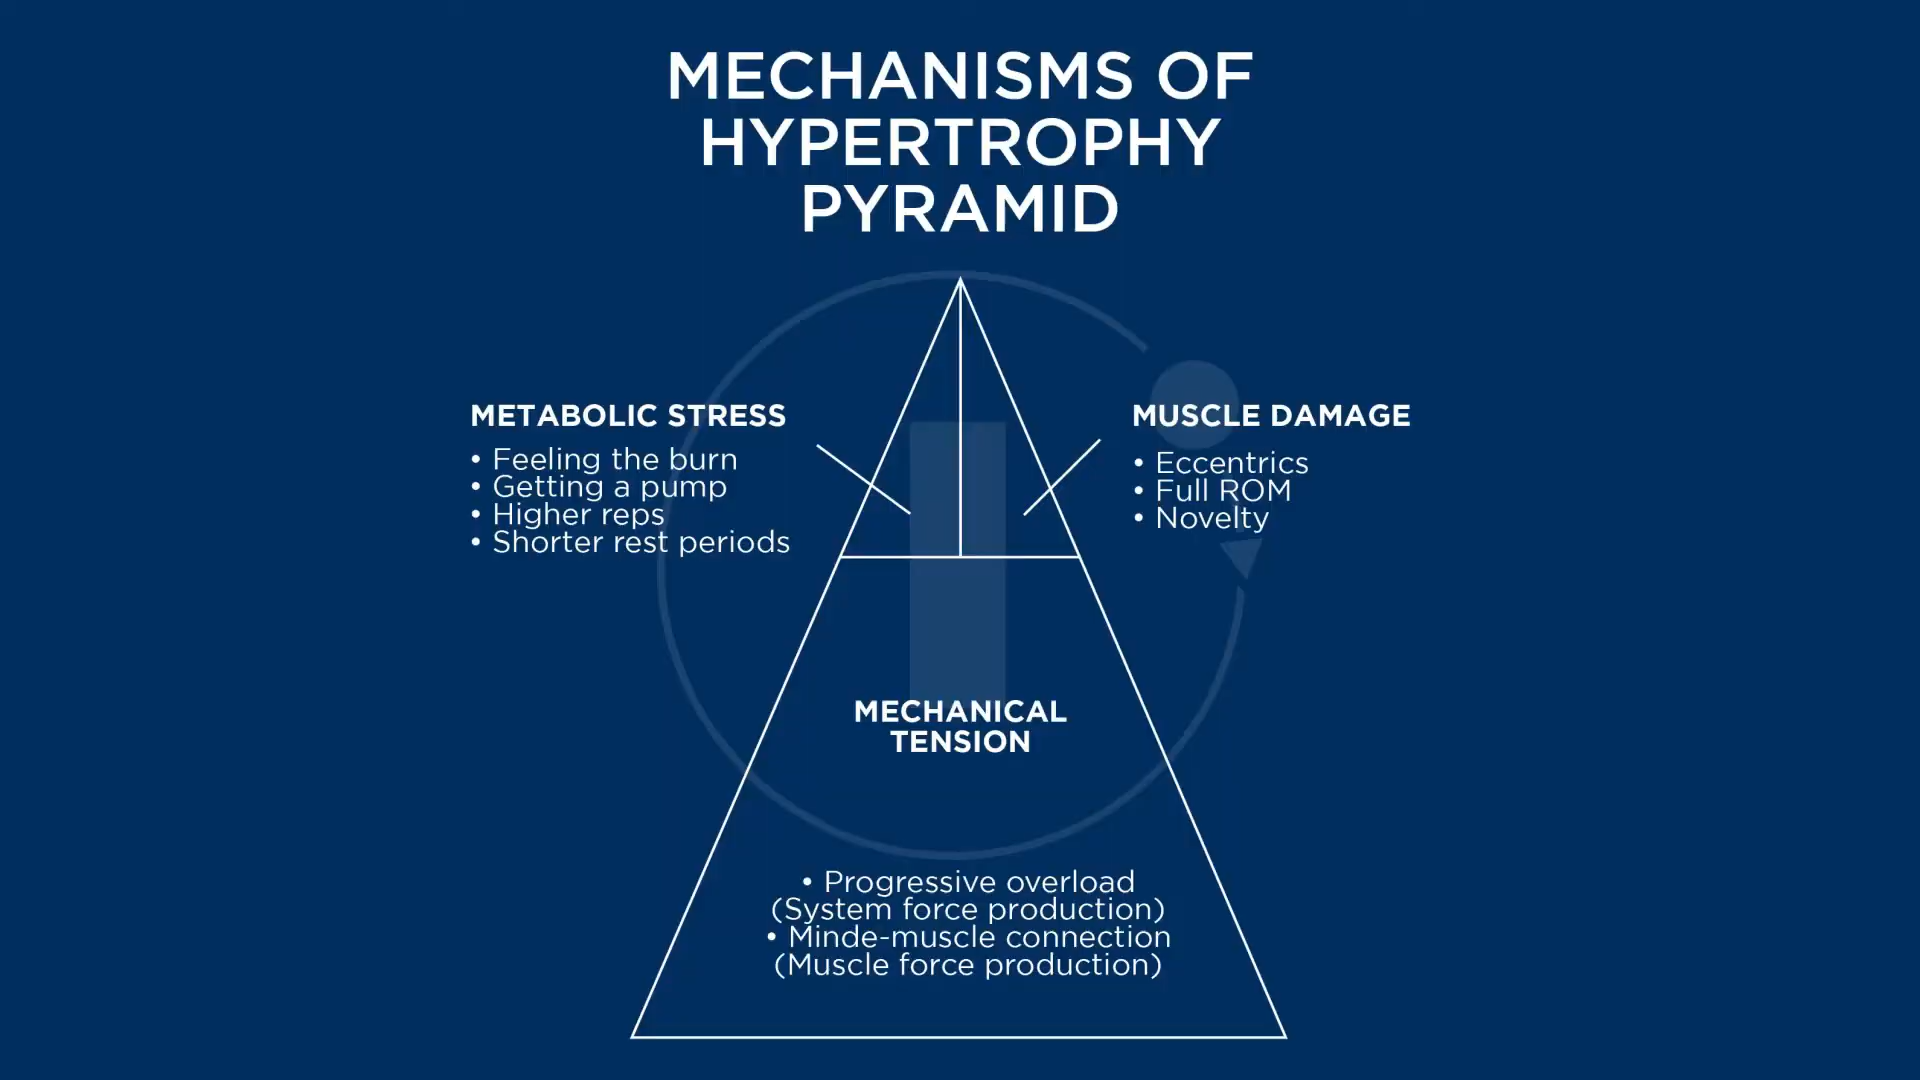 MECHANISMS OF
HYPERTROPHY
PYRAMID
METABOLIC STRESS
• Feeling the burn
• Getting a pump
• Higher reps
• Shorter rest periods
MUSCLE DAMAGE
• Eccentrics
• Full ROM
• Novelty
MECHANICAL
TENSION
• Progressive overload
(System force production)
• Minde-muscle connection
(Muscle force production)